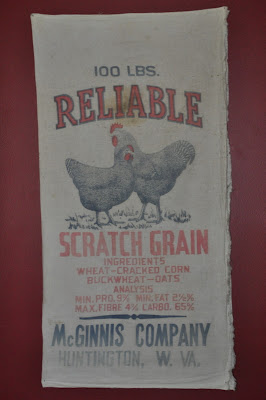 100 LBS.
RELIABLE
SCRATCH GRAIN
INGREDIENTS
WHEAT-CRACKED CORN
BUCKWHEAT-OATS
ANALYSIS
MIN. PRO. 9% MIN. FAT 2½%
MAX. FIBRE 4% CARBO. 65%
McGINNIS COMPANY
HUNTINGTON, W. VA.